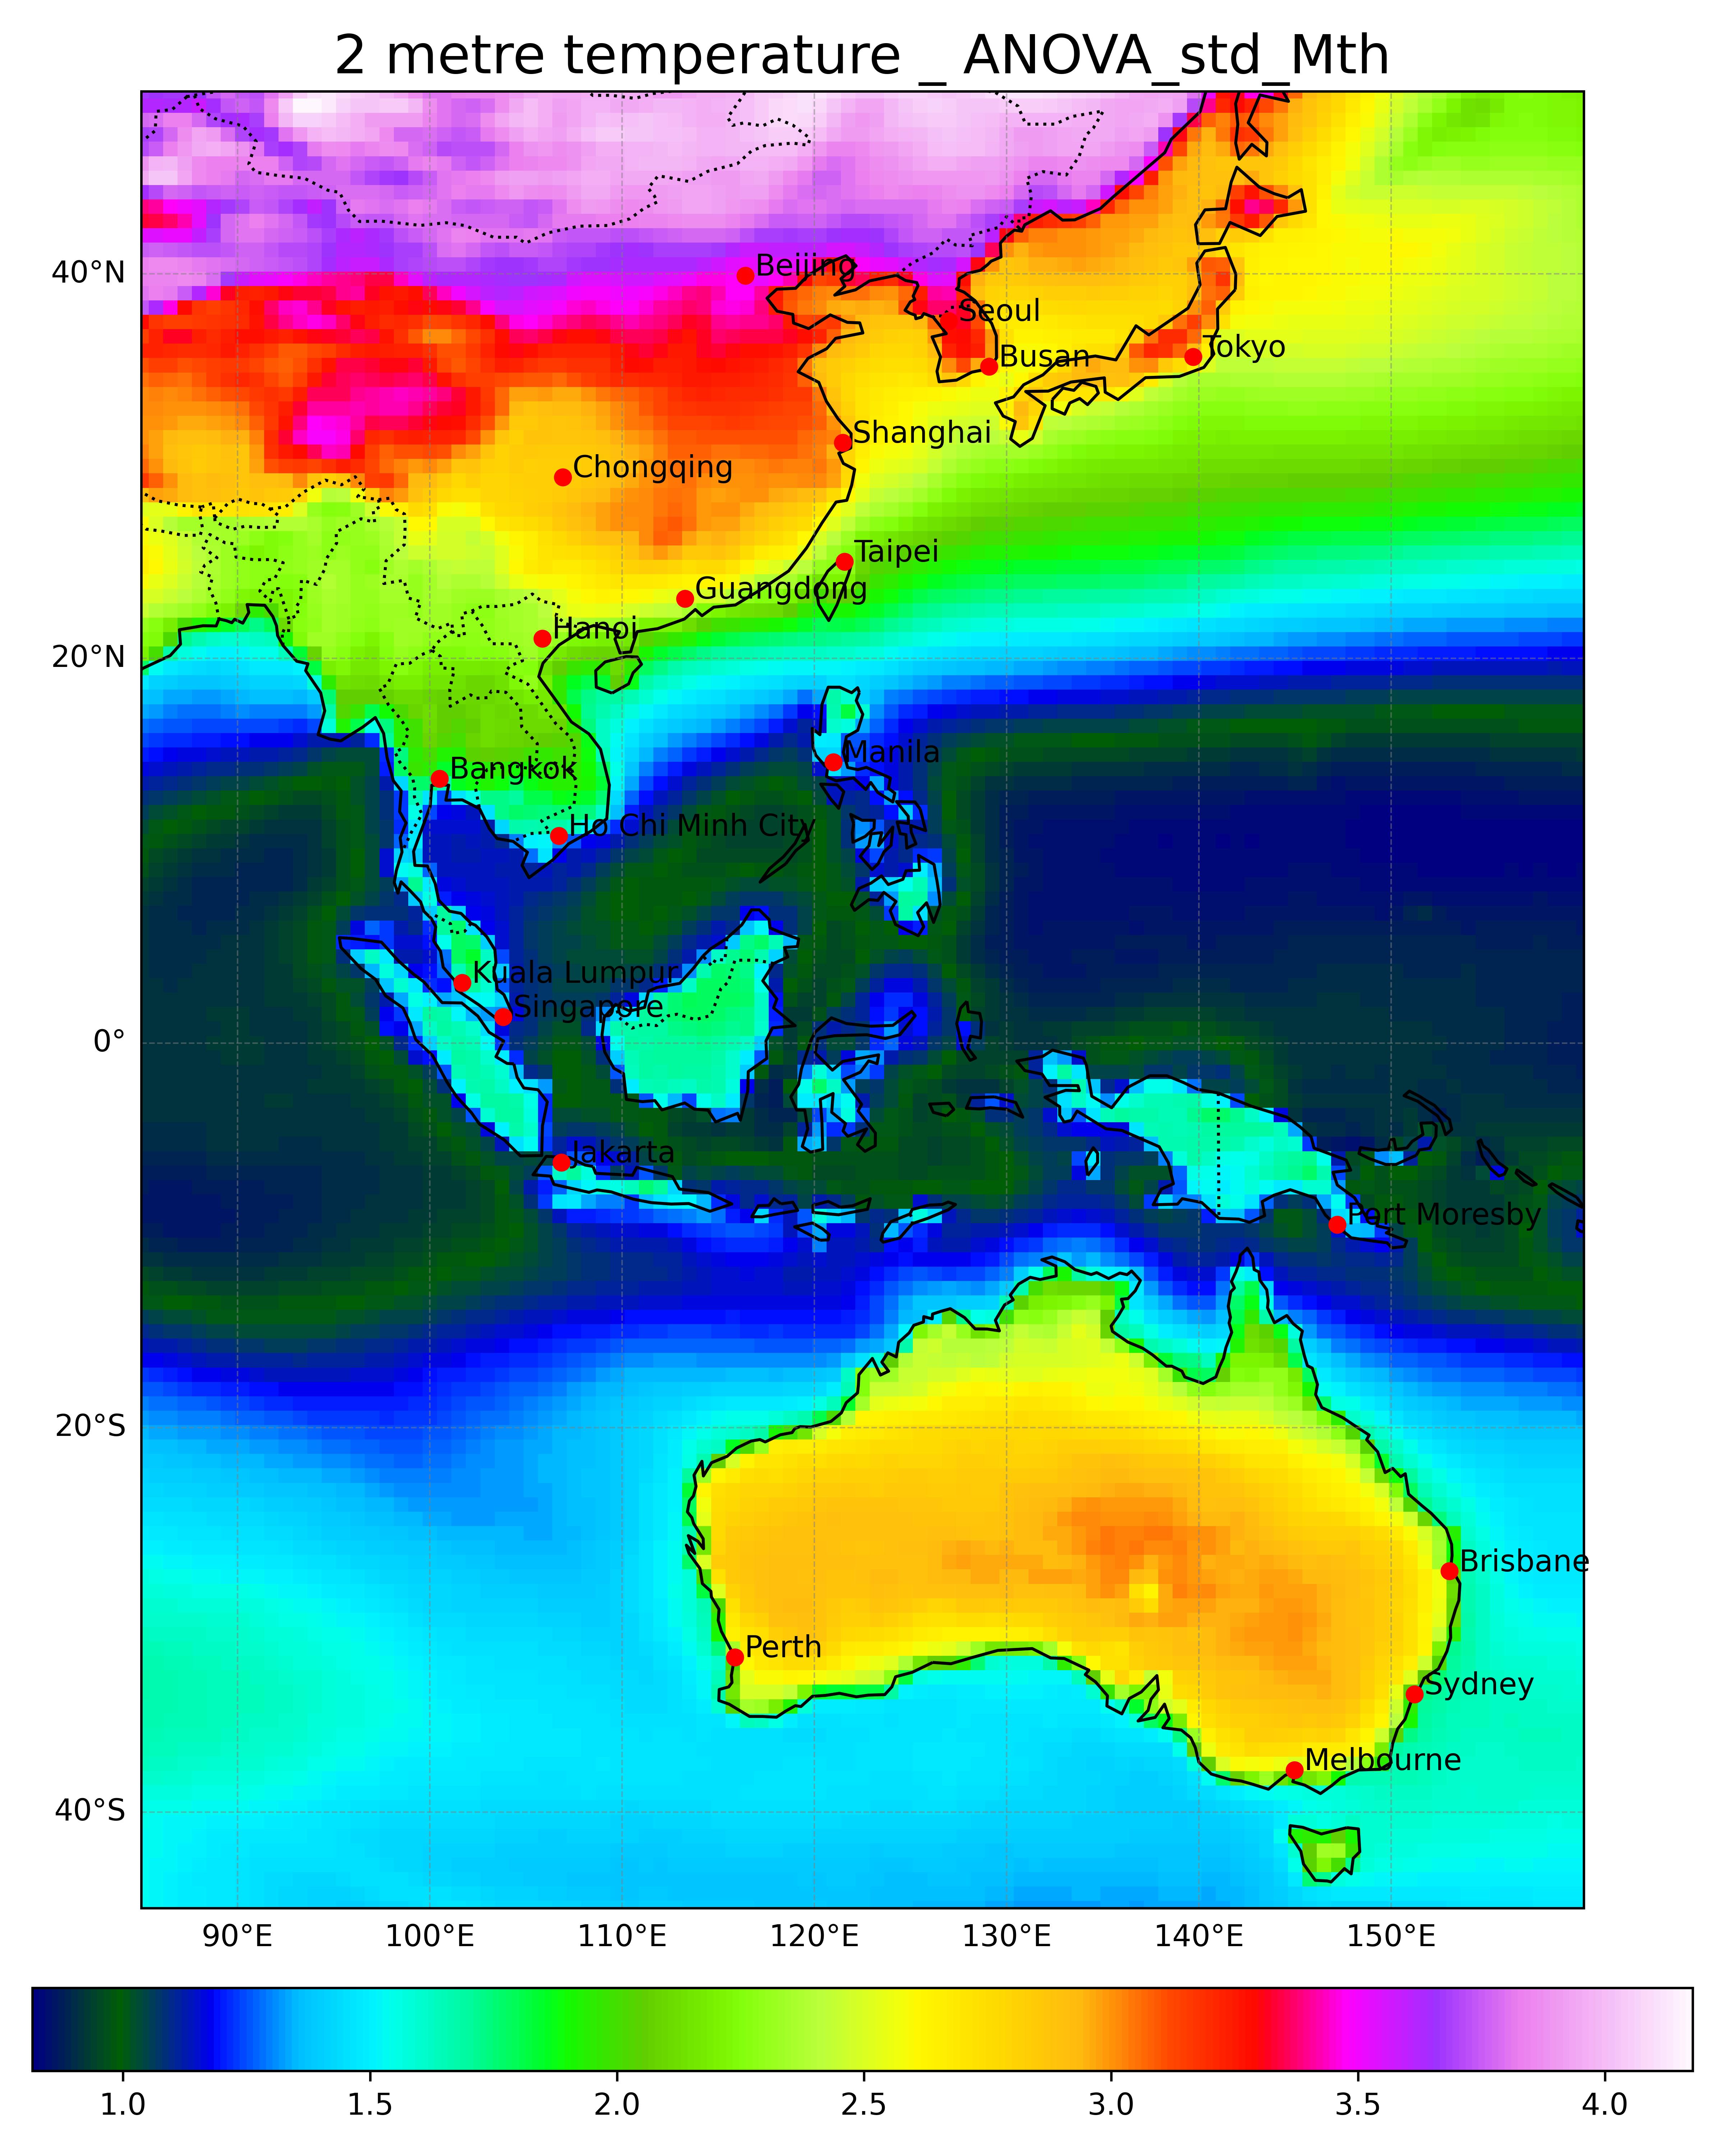 2 metre temperature _ ANOVA_std_Mth
40°N
20°N
0°
20°S
40°S
Beijing
Seoul
Busan
Tokyo
Shanghai
Chongqing
Taipei
Guangdong
Hanoi
Manila
Bangkok
Ho Chi Minh City
Kuala Lumpur
Singapore
Jakarta
Port Moresby
Brisbane
Perth
Sydney
Melbourne
90°E 100°E 110°E 120°E 130°E 140°E 150°E
1.0 1.5 2.0 2.5 3.0 3.5 4.0